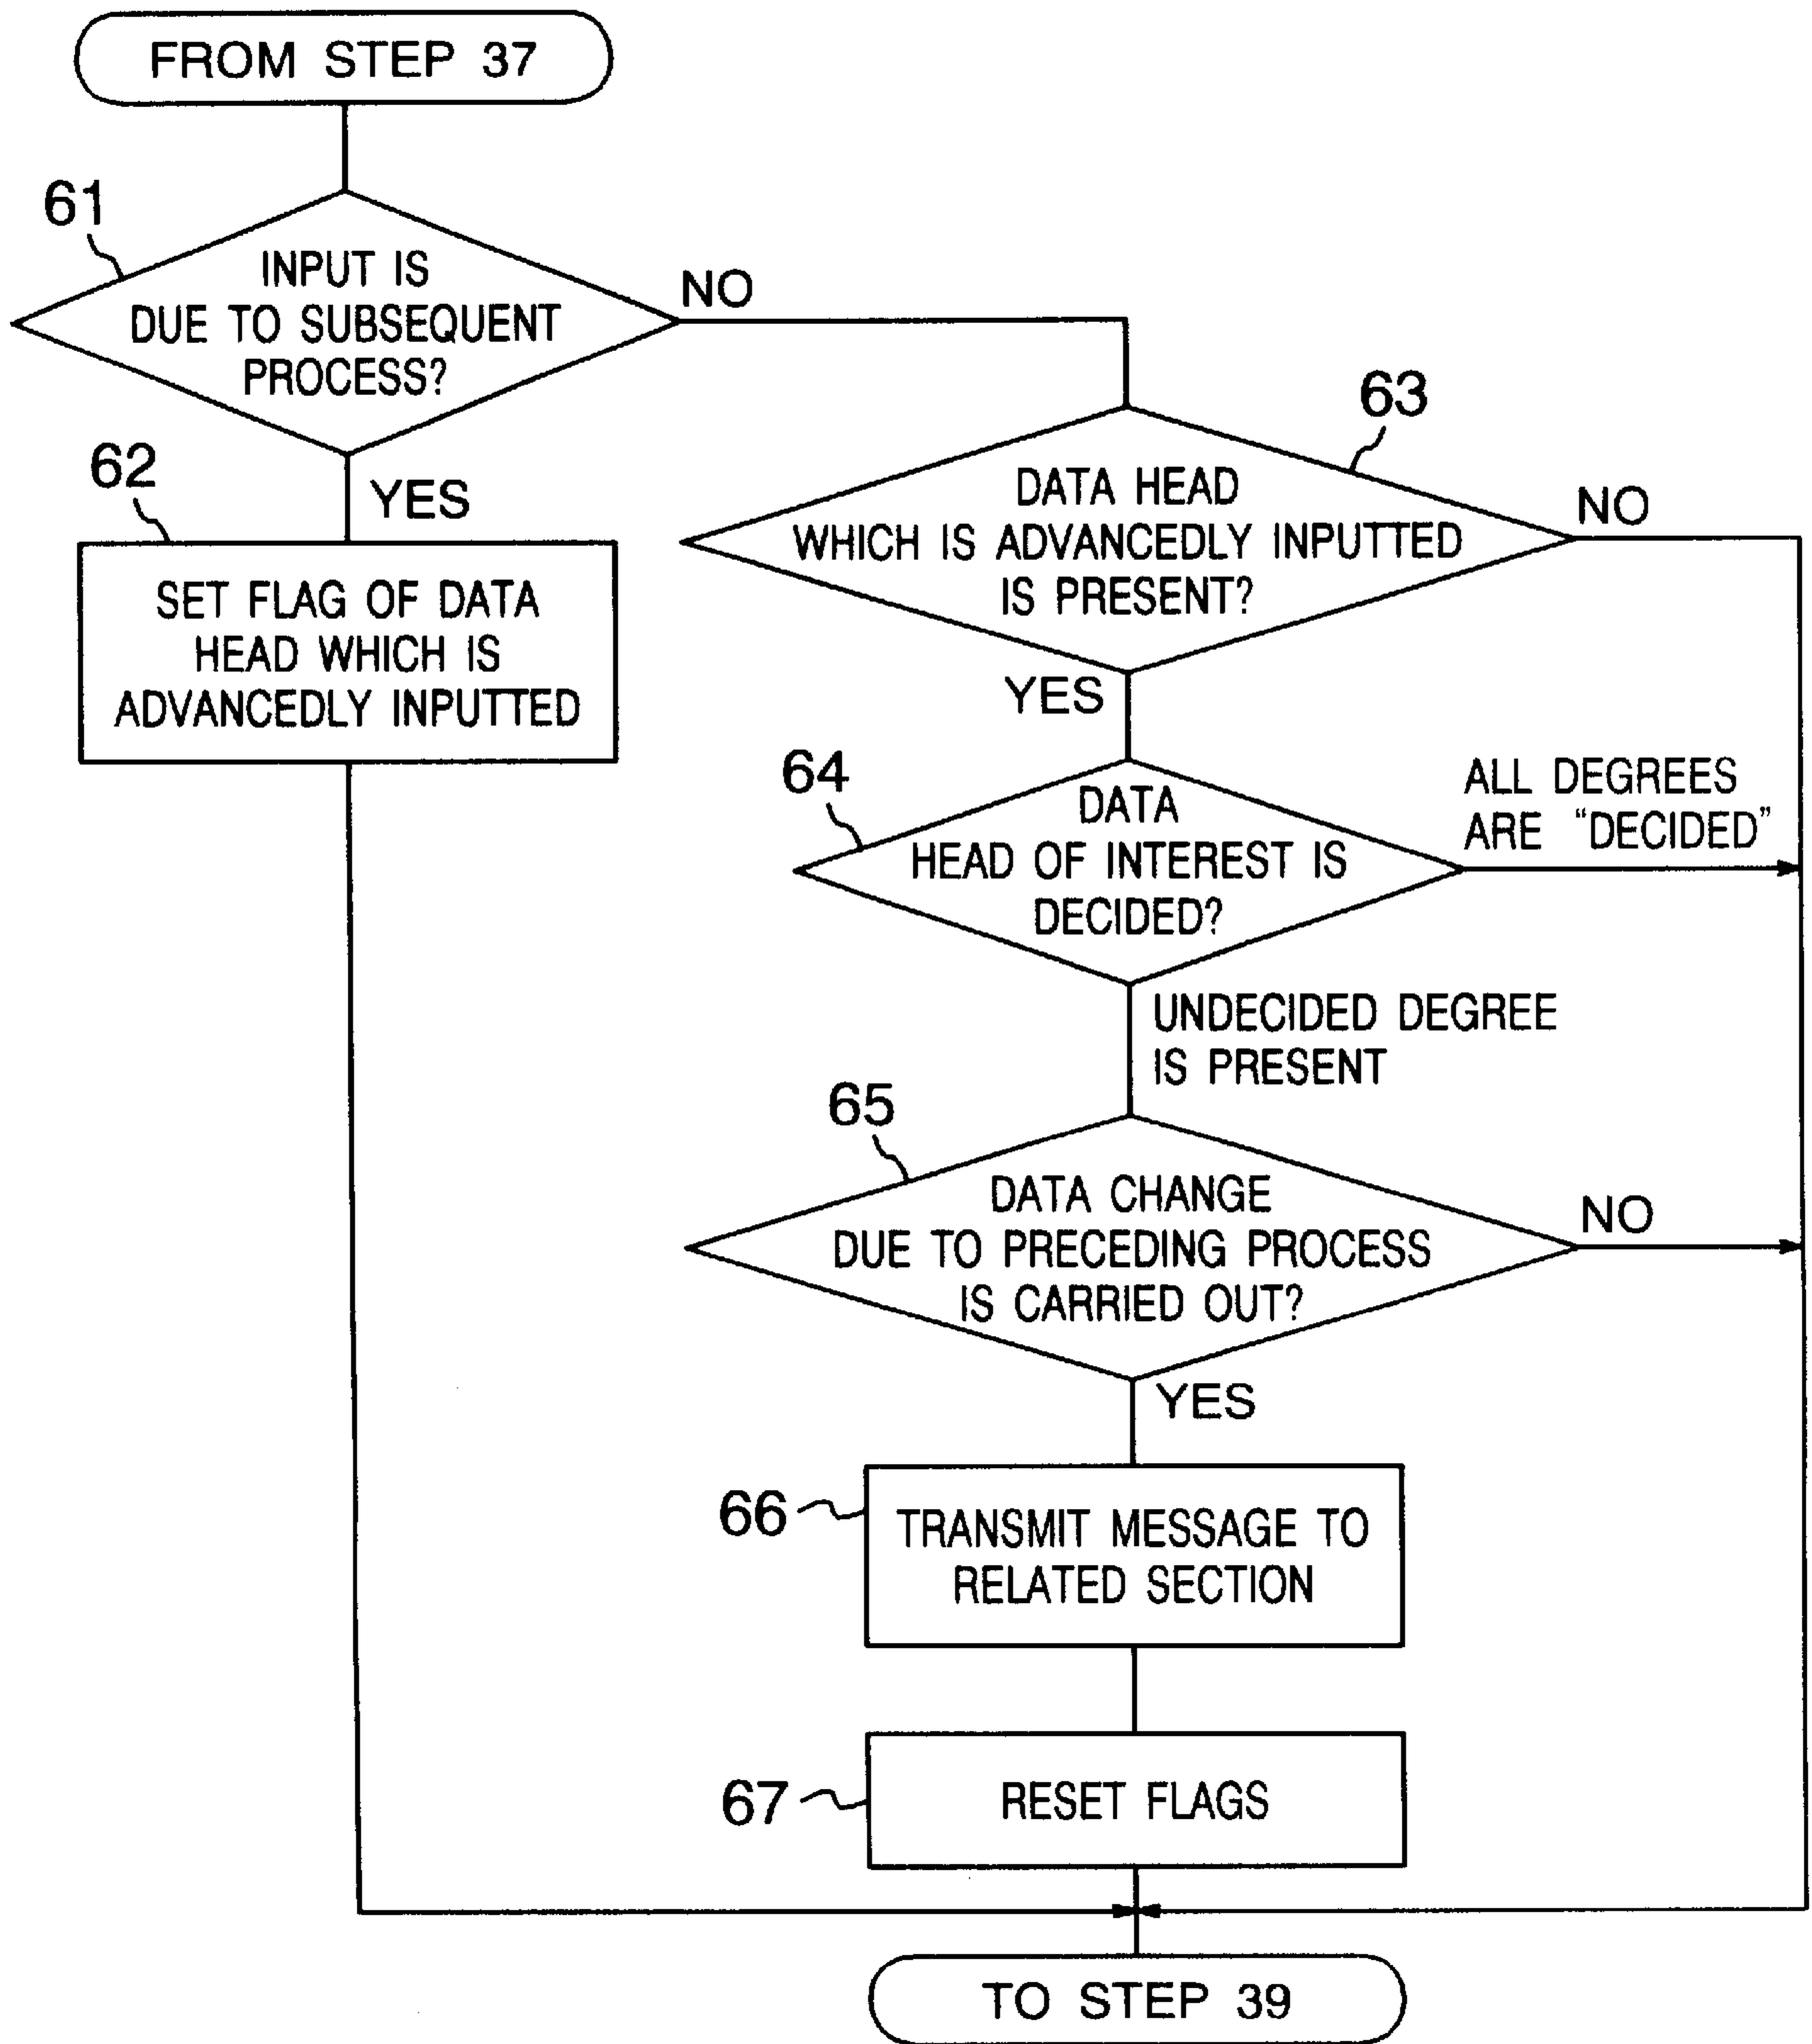 FROM STEP 37
61
INPUT IS
DUE TO SUBSEQUENT
PROCESS?
NO
YES
62
SET FLAG OF DATA
HEAD WHICH IS
ADVANCEDLY INPUTTED
63
DATA HEAD
WHICH IS ADVANCEDLY INPUTTED
IS PRESENT?
NO
YES
64
DATA
HEAD OF INTEREST IS
DECIDED?
ALL DEGREES
ARE “DECIDED”
UNDECIDED DEGREE
IS PRESENT
65
DATA CHANGE
DUE TO PRECEDING PROCESS
IS CARRIED OUT?
NO
YES
66
TRANSMIT MESSAGE TO
RELATED SECTION
67
RESET FLAGS
TO STEP 39